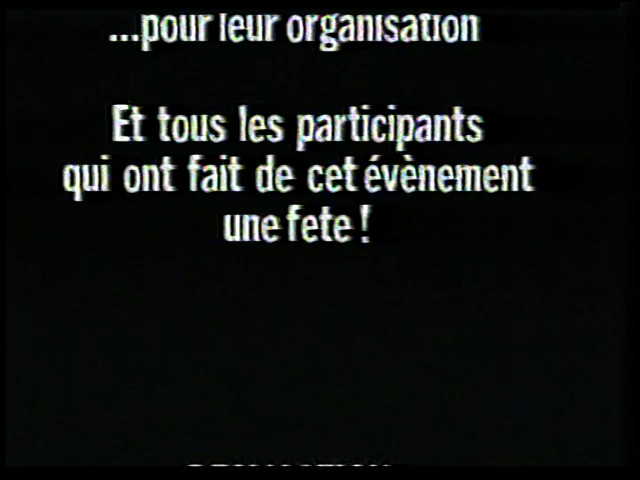 ...pour leur organisation
Et tous les participants
qui ont fait de cet évènement
une fete !